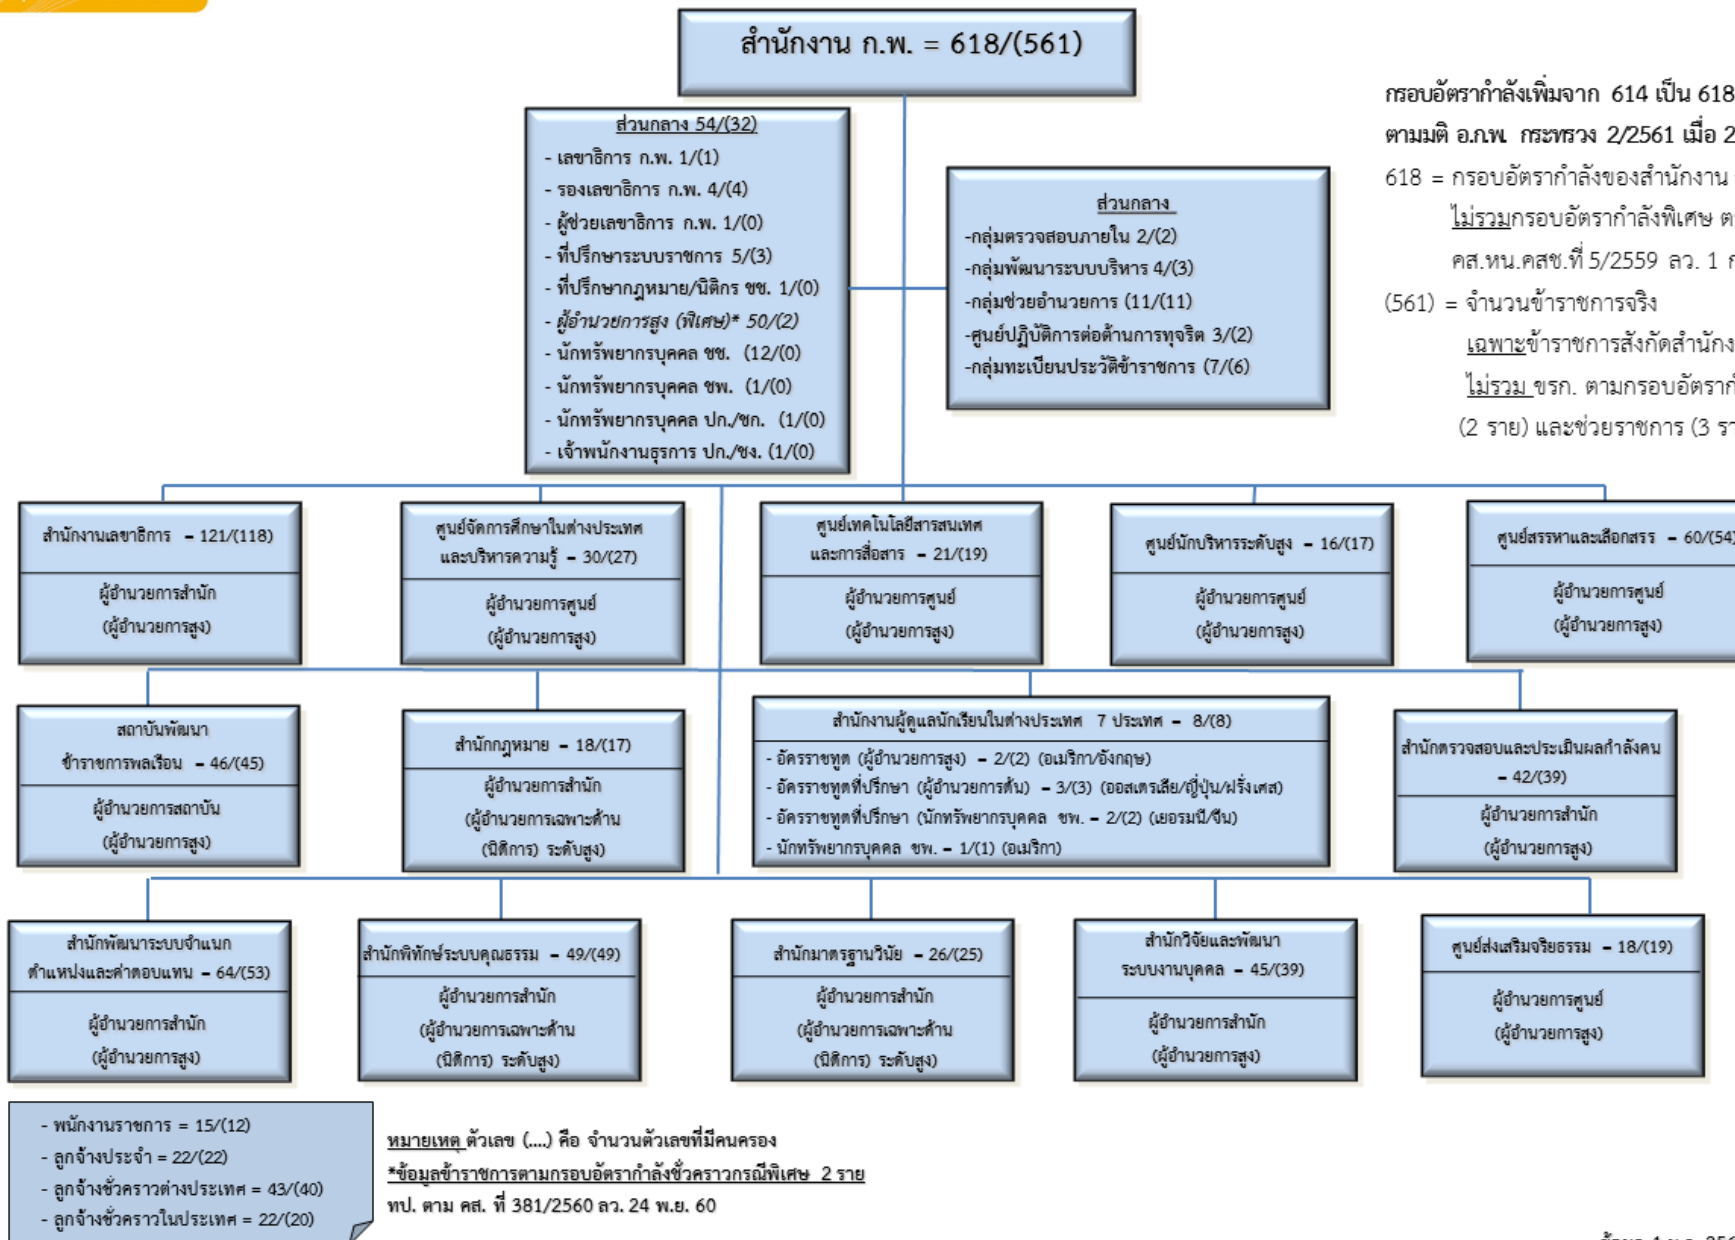 สำนักงาน ก.พ. = 618/(561)
กรอบอัตรากำลังเพิ่มจาก 614 เป็น 618
ตามมติ อ.ก.พ. กระทรวง 2/2561 เมื่อ 2
618 = กรอบอัตรากำลังของสำนักงาน
ไม่รวมกรอบอัตรากำลังพิเศษ ต
คส.หน.คสช.ที่ 5/2559 ลว. 1 ก
(561) = จำนวนข้าราชการจริง
เฉพาะข้าราชการสังกัดสำนักง
ไม่รวม ขรก. ตามกรอบอัตราก
(2 ราย) และช่วยราชการ (3 รา
ส่วนกลาง 54/(32)
- เลขาธิการ ก.พ. 1/(1)
- รองเลขาธิการ ก.พ. 4/(4)
- ผู้ช่วยเลขาธิการ ก.พ. 1/(0)
- ที่ปรึกษาระบบราชการ 5/(3)
- ที่ปรึกษากฎหมาย/นิติกร ชช. 1/(0)
- ผู้อำนวยการสูง (พิเศษ)* 50/(2)
- นักทรัพยากรบุคคล ชช. (12/(0)
- นักทรัพยากรบุคคล ชพ. (1/(0)
- นักทรัพยากรบุคคล ปก./ชก. (1/(0)
- เจ้าพนักงานธุรการ ปก./ชง. (1/(0)
ส่วนกลาง
-กลุ่มตรวจสอบภายใน 2/(2)
-กลุ่มพัฒนาระบบบริหาร 4/(3)
-กลุ่มช่วยอำนวยการ (11/(11)
-ศูนย์ปฏิบัติการต่อต้านการทุจริต 3/(2)
-กลุ่มทะเบียนประวัติข้าราชการ (7/(6)
สำนักงานเลขาธิการ - 121/(118)
ผู้อำนวยการสำนัก
(ผู้อำนวยการสูง)
ศูนย์จัดการศึกษาในต่างประเทศ
และบริหารความรู้ - 30/(27)
ผู้อำนวยการศูนย์
(ผู้อำนวยการสูง)
ศูนย์เทคโนโลยีสารสนเทศ
และการสื่อสาร - 21/(19)
ผู้อำนวยการศูนย์
(ผู้อำนวยการสูง)
ศูนย์นักบริหารระดับสูง - 16/(17)
ผู้อำนวยการศูนย์
(ผู้อำนวยการสูง)
ศูนย์สรรหาและเลือกสรร - 60/(54)
ผู้อำนวยการศูนย์
(ผู้อำนวยการสูง)
สถาบันพัฒนา
ข้าราชการพลเรือน - 46/(45)
ผู้อำนวยการสถาบัน
(ผู้อำนวยการสูง)
สำนักกฎหมาย - 18/(17)
ผู้อำนวยการสำนัก
(ผู้อำนวยการเฉพาะด้าน
(นิติการ) ระดับสูง)
สำนักงานผู้ดูแลนักเรียนในต่างประเทศ 7 ประเทศ - 8/(8)
- อัครราชทูต (ผู้อำนวยการสูง) - 2/(2) (อเมริกา/อังกฤษ)
- อัครราชทูตที่ปรึกษา (ผู้อำนวยการต้น) - 3/(3) (ออสเตรเลีย/ญี่ปุ่น/ฝรั่งเศส)
- อัครราชทูตที่ปรึกษา (นักทรัพยากรบุคคล ชพ. - 2/(2) (เยอรมนี/จีน)
- นักทรัพยากรบุคคล ชพ. - 1/(1) (อเมริกา)
สำนักตรวจสอบและประเมินผลกำลังคน
- 42/(39)
ผู้อำนวยการสำนัก
(ผู้อำนวยการสูง)
สำนักพัฒนาระบบจำแนก
ตำแหน่งและค่าตอบแทน - 64/(53)
ผู้อำนวยการสำนัก
(ผู้อำนวยการสูง)
สำนักพิทักษ์ระบบคุณธรรม - 49/(49)
ผู้อำนวยการสำนัก
(ผู้อำนวยการเฉพาะด้าน
(นิติการ) ระดับสูง)
สำนักมาตรฐานวินัย - 26/(25)
ผู้อำนวยการสำนัก
(ผู้อำนวยการเฉพาะด้าน
(นิติการ) ระดับสูง)
สำนักวิจัยและพัฒนา
ระบบงานบุคคล - 45/(39)
ผู้อำนวยการสำนัก
(ผู้อำนวยการสูง)
ศูนย์ส่งเสริมจริยธรรม - 18/(19)
ผู้อำนวยการศูนย์
(ผู้อำนวยการสูง)
- พนักงานราชการ = 15/(12)
- ลูกจ้างประจำ = 22/(22)
- ลูกจ้างชั่วคราวต่างประเทศ = 43/(40)
- ลูกจ้างชั่วคราวในประเทศ = 22/(20)
หมายเหตุ ตัวเลข (....) คือ จำนวนตัวเลขที่มีคนครอง
*ข้อมูลข้าราชการตามกรอบอัตรากำลังชั่วคราวกรณีพิเศษ 2 ราย
ทป. ตาม คส. ที่ 381/2560 ลว. 24 พ.ย. 60